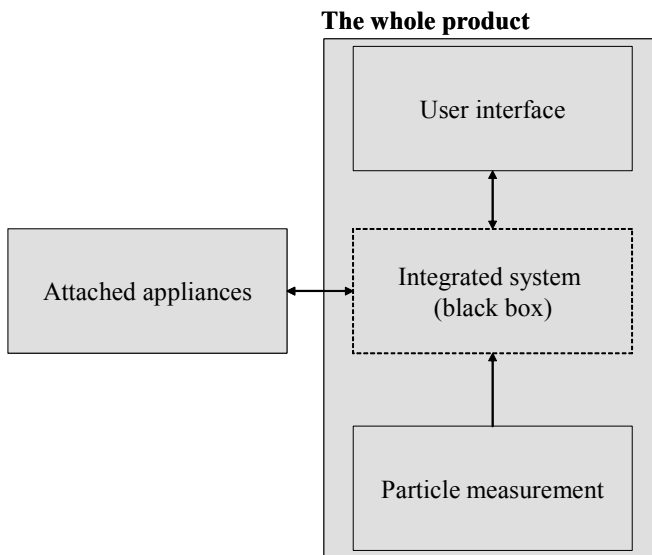 The whole product
User interface
Attached appliances
Integrated system
(black box)
Particle measurement